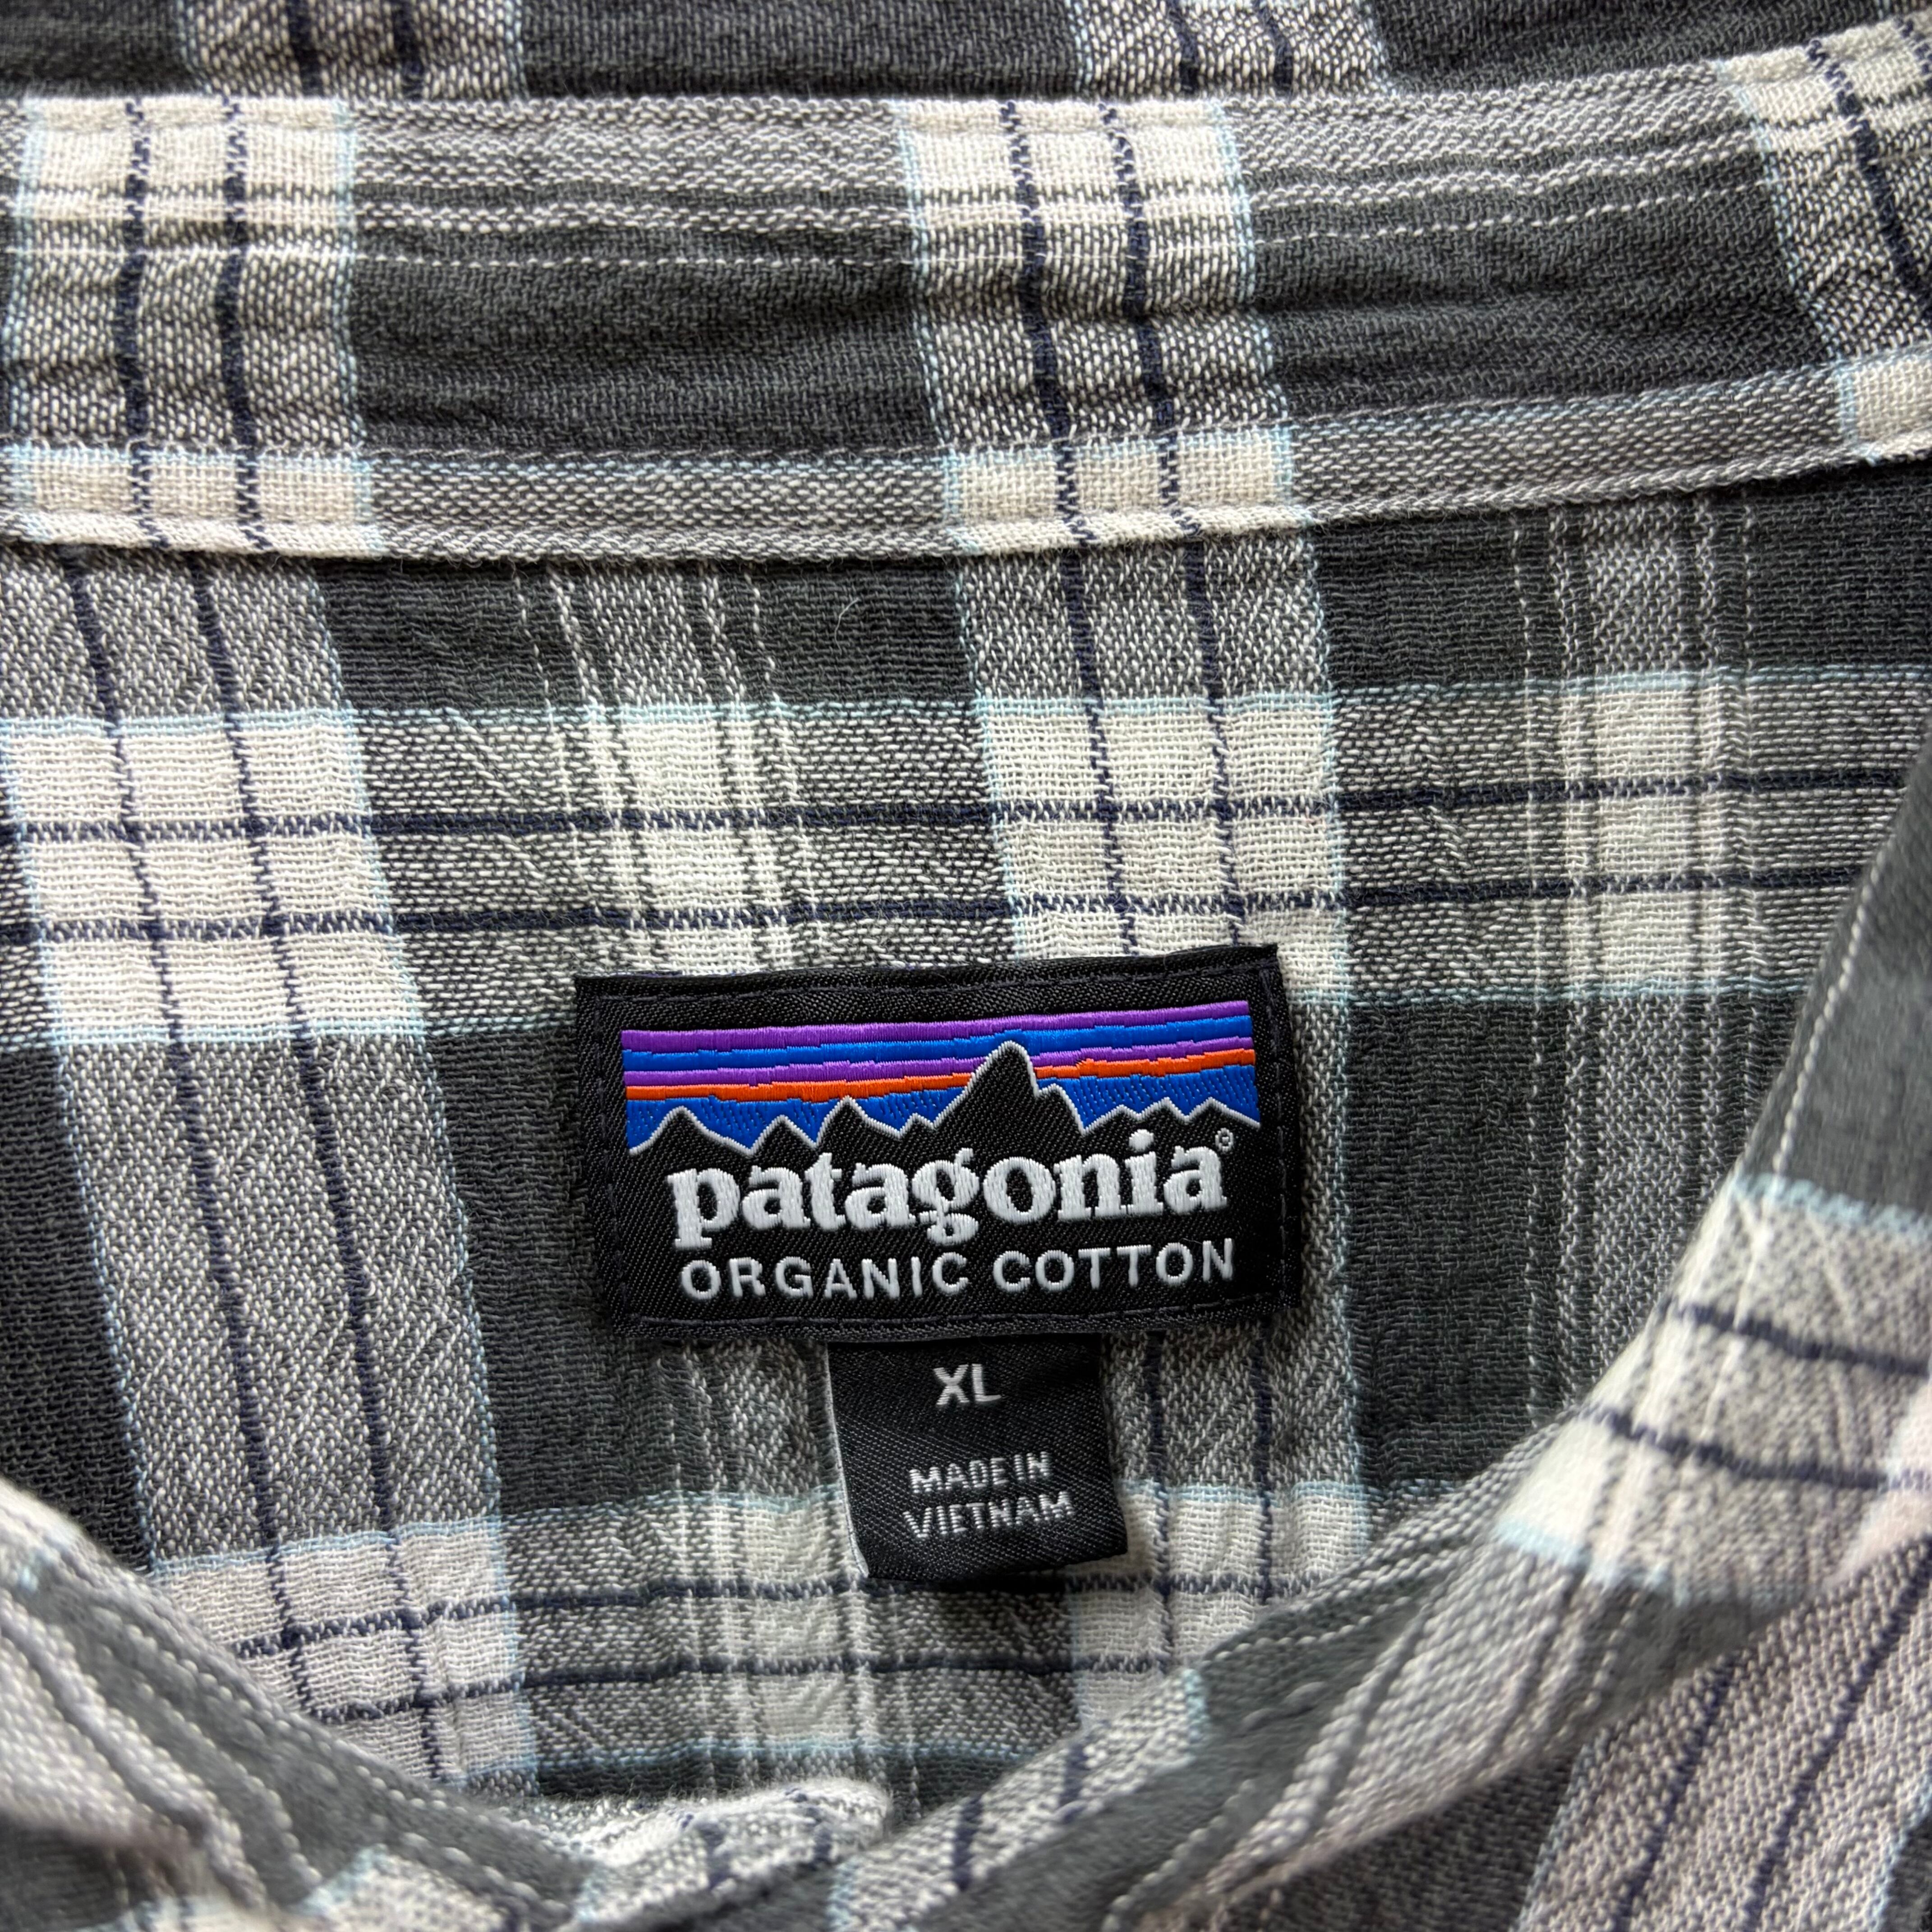 patagonia®
ORGANIC COTTON
XL
MADE IN
VIETNAM